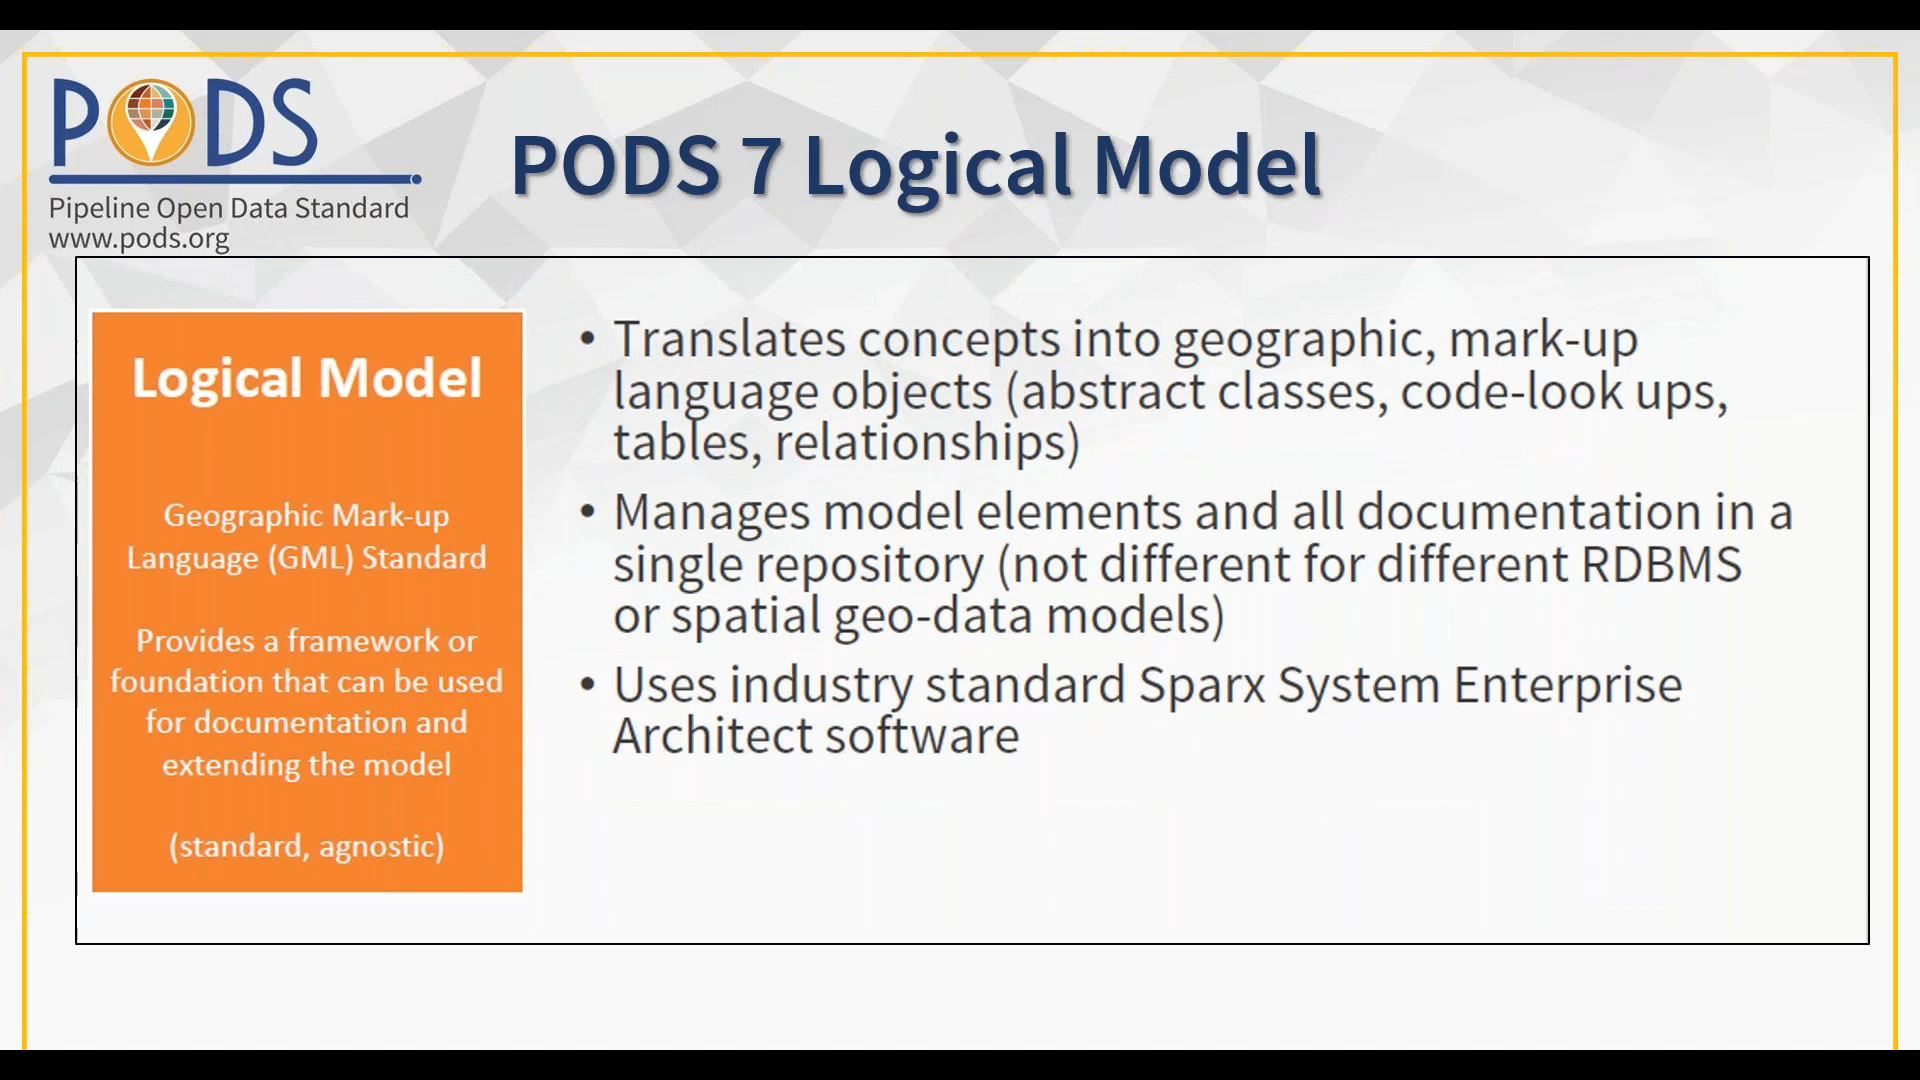 PODS
Pipeline Open Data Standard
www.pods.org
PODS 7 Logical Model
Logical Model
Geographic Mark-up
Language (GML) Standard
Provides a framework or
foundation that can be used
for documentation and
extending the model
(standard, agnostic)
• Translates concepts into geographic, mark-up
language objects (abstract classes, code-look ups,
tables, relationships)
• Manages model elements and all documentation in a
single repository (not different for different RDBMS
or spatial geo-data models)
• Uses industry standard Sparx System Enterprise
Architect software